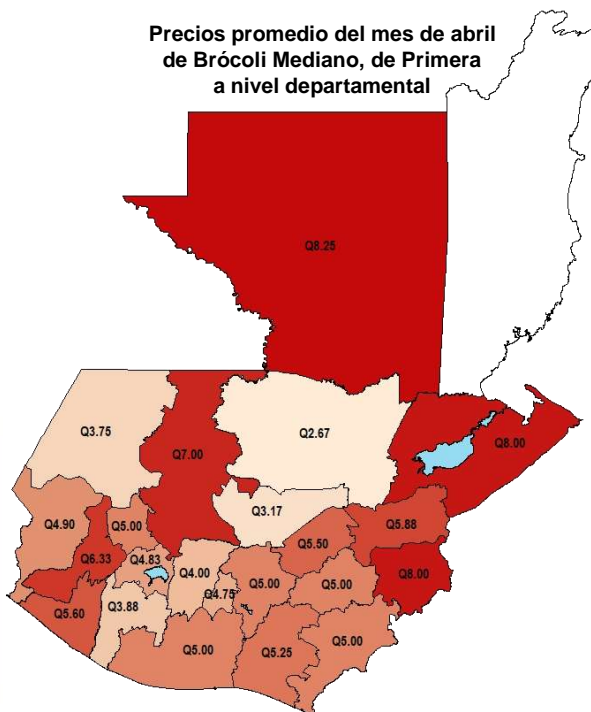 Precios promedio del mes de abril
de Brócoli Mediano, de Primera
a nivel departamental
Q8.25
Q3.75
Q7.00
Q2.67
Q8.00
Q3.17
Q4.90
Q5.00
Q5.88
Q5.50
Q6.33
Q4.83
Q4.00
Q5.00
Q5.00
Q8.00
Q4.75
Q5.60
Q3.88
Q5.00
Q5.25
Q5.00